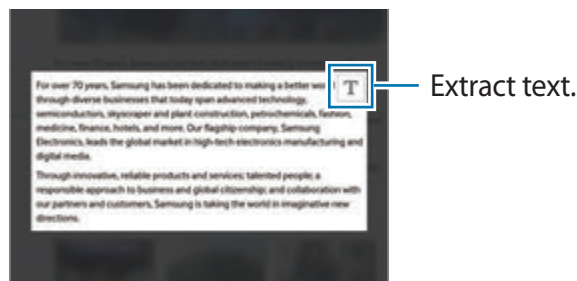 For over 70 years, Samsung has been dedicated to making a better
through diverse businesses that today span advanced technology,
semiconductors, skyscraper and plant construction, petrochemicals, fashion,
medicine, finance, hotels, and more. Our flagship company, Samsung
Electronics, leads the global market in high-tech electronics manufacturing and
digital media.
Through innovative, reliable products and services; talented people; a
responsible approach to business and global citizenship; and collaboration with
our partners and customers, Samsung is taking the world in imaginative new
directions.
T
Extract text.